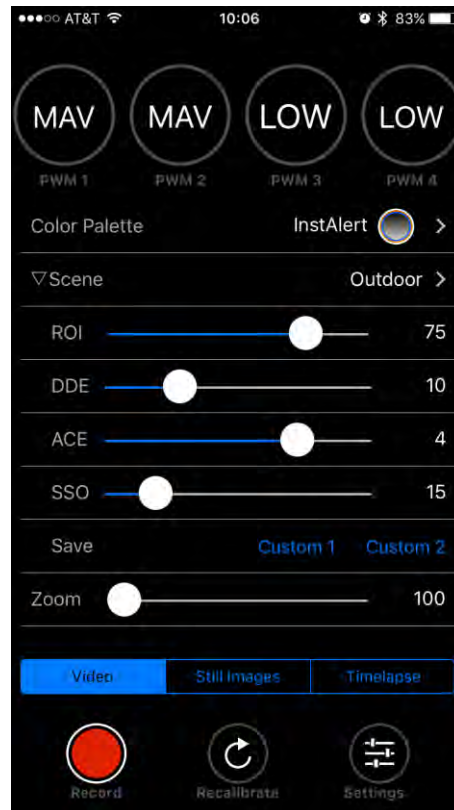 AT&T 10:06 83%
MAV MAV LOW LOW
PWM 1 PWM 2 PWM 3 PWM 4
Color Palette InstAlert
Scene Outdoor
ROI 75
DDE 10
ACE 4
SSO 15
Save Custom 1 Custom 2
Zoom 100
Video Still Images Timelapse
Record Recalibrate Settings